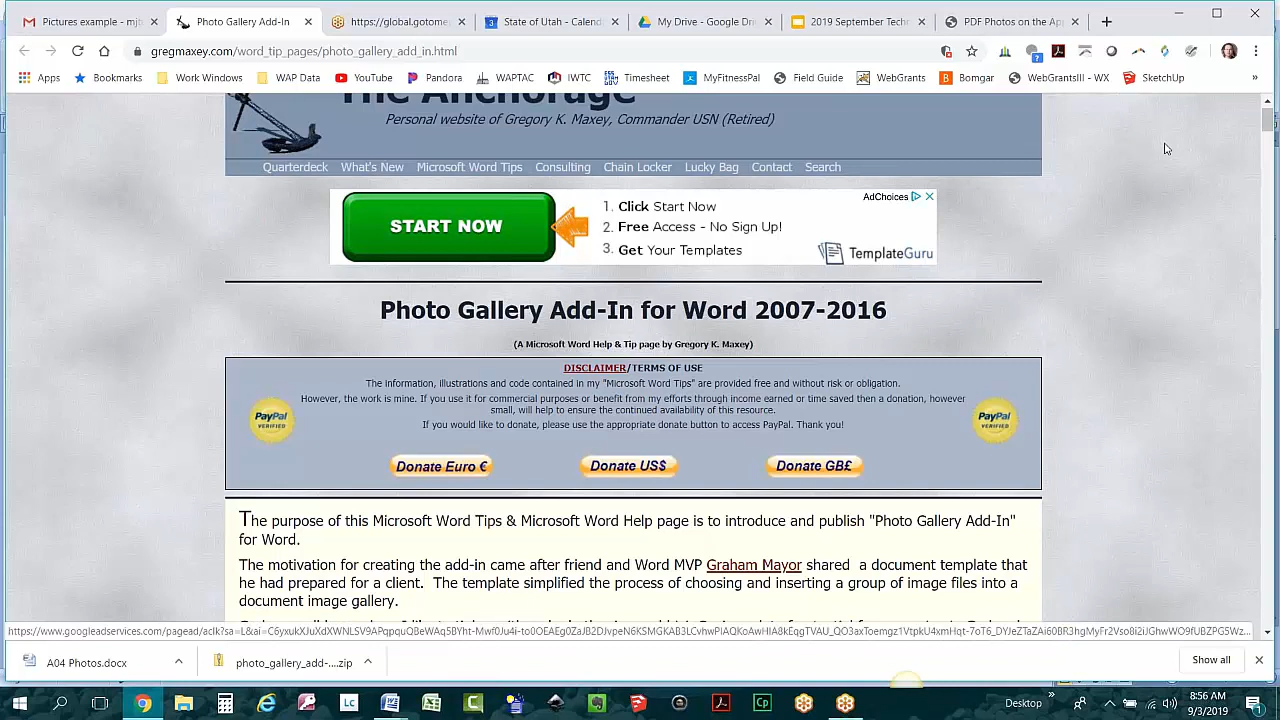 Pictures example - mjb
Photo Gallery Add-In
https://global.gotomee
State of Utah - Calend
My Drive - Google Dri
2019 September Tech
PDF Photos on the Ap
gregmaxey.com/word_tip_pages/photo_gallery_add_in.html
Apps
Bookmarks
Work Windows
WAP Data
YouTube
Pandora
WAPTAC
IWTC
Timesheet
MyFitnessPal
Field Guide
WebGrants
Bomgar
WebGrantsIII - WX
SketchUp
»
The Anchorage
Personal website of Gregory K. Maxey, Commander USN (Retired)
Quarterdeck What's New Microsoft Word Tips Consulting Chain Locker Lucky Bag Contact Search
AdChoices
START NOW
1. Click Start Now
2. Free Access - No Sign Up!
3. Get Your Templates
TemplateGuru
Photo Gallery Add-In for Word 2007-2016
(A Microsoft Word Help & Tip page by Gregory K. Maxey)
DISCLAIMER/TERMS OF USE
The information, illustrations and code contained in my "Microsoft Word Tips" are provided free and without risk or obligation.
However, the work is mine. If you use it for commercial purposes or benefit from my efforts through income earned or time saved then a donation, however
small, will help to ensure the continued availability of this resource.
If you would like to donate, please use the appropriate donate button to access PayPal. Thank you!
PayPal
VERIFIED
PayPal
VERIFIED
Donate Euro €
Donate US$
Donate GB£
The purpose of this Microsoft Word Tips & Microsoft Word Help page is to introduce and publish "Photo Gallery Add-In"
for Word.
The motivation for creating the add-in came after friend and Word MVP Graham Mayor shared a document template that
he had prepared for a client. The template simplified the process of choosing and inserting a group of image files into a
document image gallery.
A04 Photos.docx
photo_gallery_add-....zip
Show all
Desktop
»
8:56 AM
9/3/2019